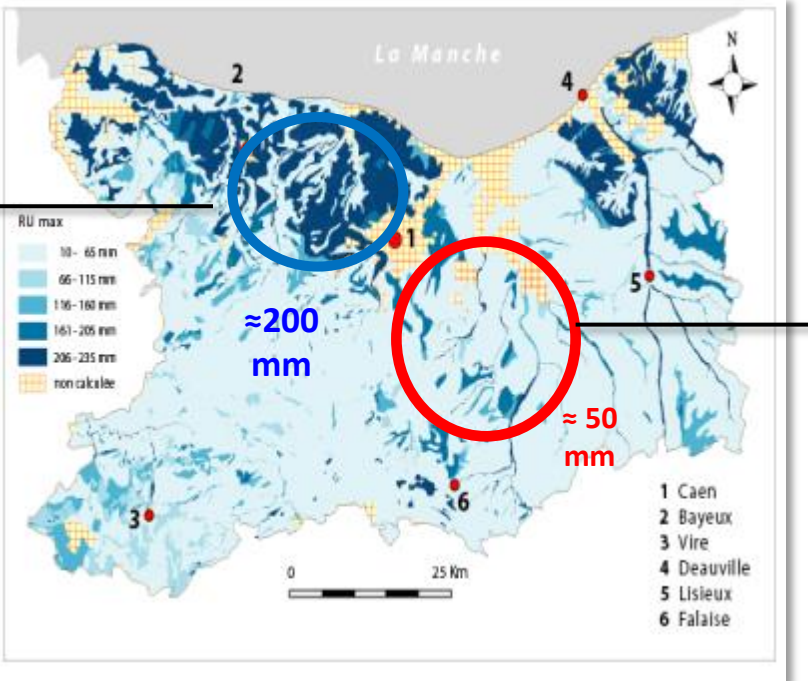 La Manche
N
2
4
RU max
10- 65 mm
66-115 mm
116-160 mm
161-205 mm
206-235 mm
non calculée
1
5
≈200
mm
≈ 50
mm
3
6
0 25 Km
1 Caen
2 Bayeux
3 Vire
4 Deauville
5 Lisieux
6 Falaise